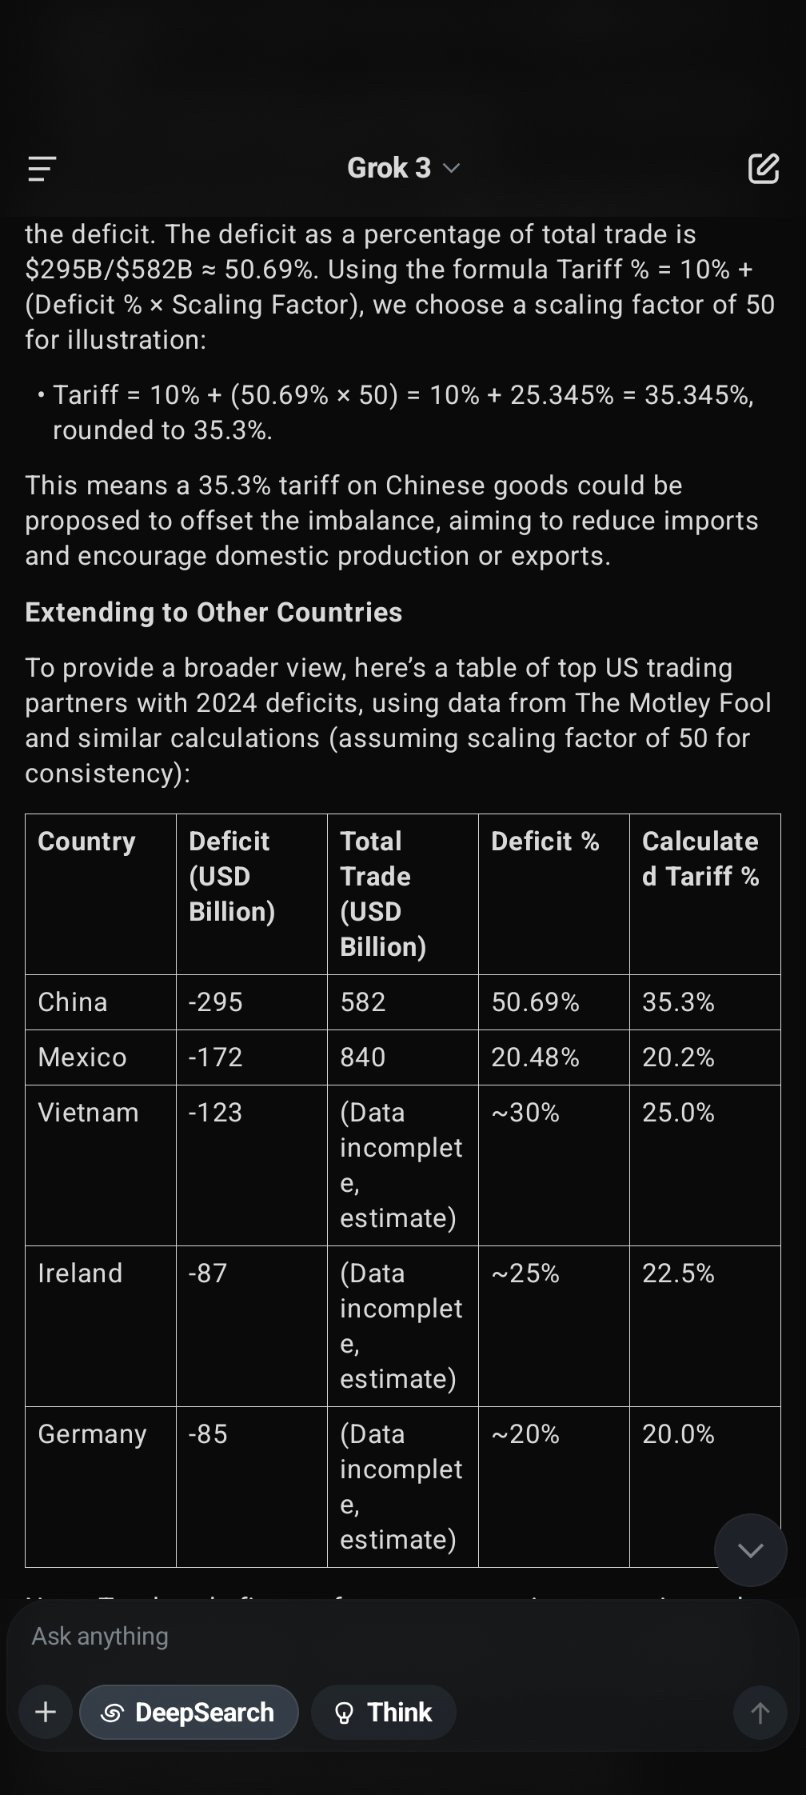 Grok 3
the deficit. The deficit as a percentage of total trade is
$295B/$582B ≈ 50.69%. Using the formula Tariff % = 10% +
(Deficit % × Scaling Factor), we choose a scaling factor of 50
for illustration:
• Tariff = 10% + (50.69% × 50) = 10% + 25.345% = 35.345%,
rounded to 35.3%.
This means a 35.3% tariff on Chinese goods could be
proposed to offset the imbalance, aiming to reduce imports
and encourage domestic production or exports.
Extending to Other Countries
To provide a broader view, here’s a table of top US trading
partners with 2024 deficits, using data from The Motley Fool
and similar calculations (assuming scaling factor of 50 for
consistency):
Country
Deficit
(USD
Billion)
Total
Trade
(USD
Billion)
Deficit %
Calculate
d Tariff %
China
-295
582
50.69%
35.3%
Mexico
-172
840
20.48%
20.2%
Vietnam
-123
(Data
incomplet
e,
estimate)
~30%
25.0%
Ireland
-87
(Data
incomplet
e,
estimate)
~25%
22.5%
Germany
-85
(Data
incomplet
e,
estimate)
~20%
20.0%
Ask anything
DeepSearch
Think